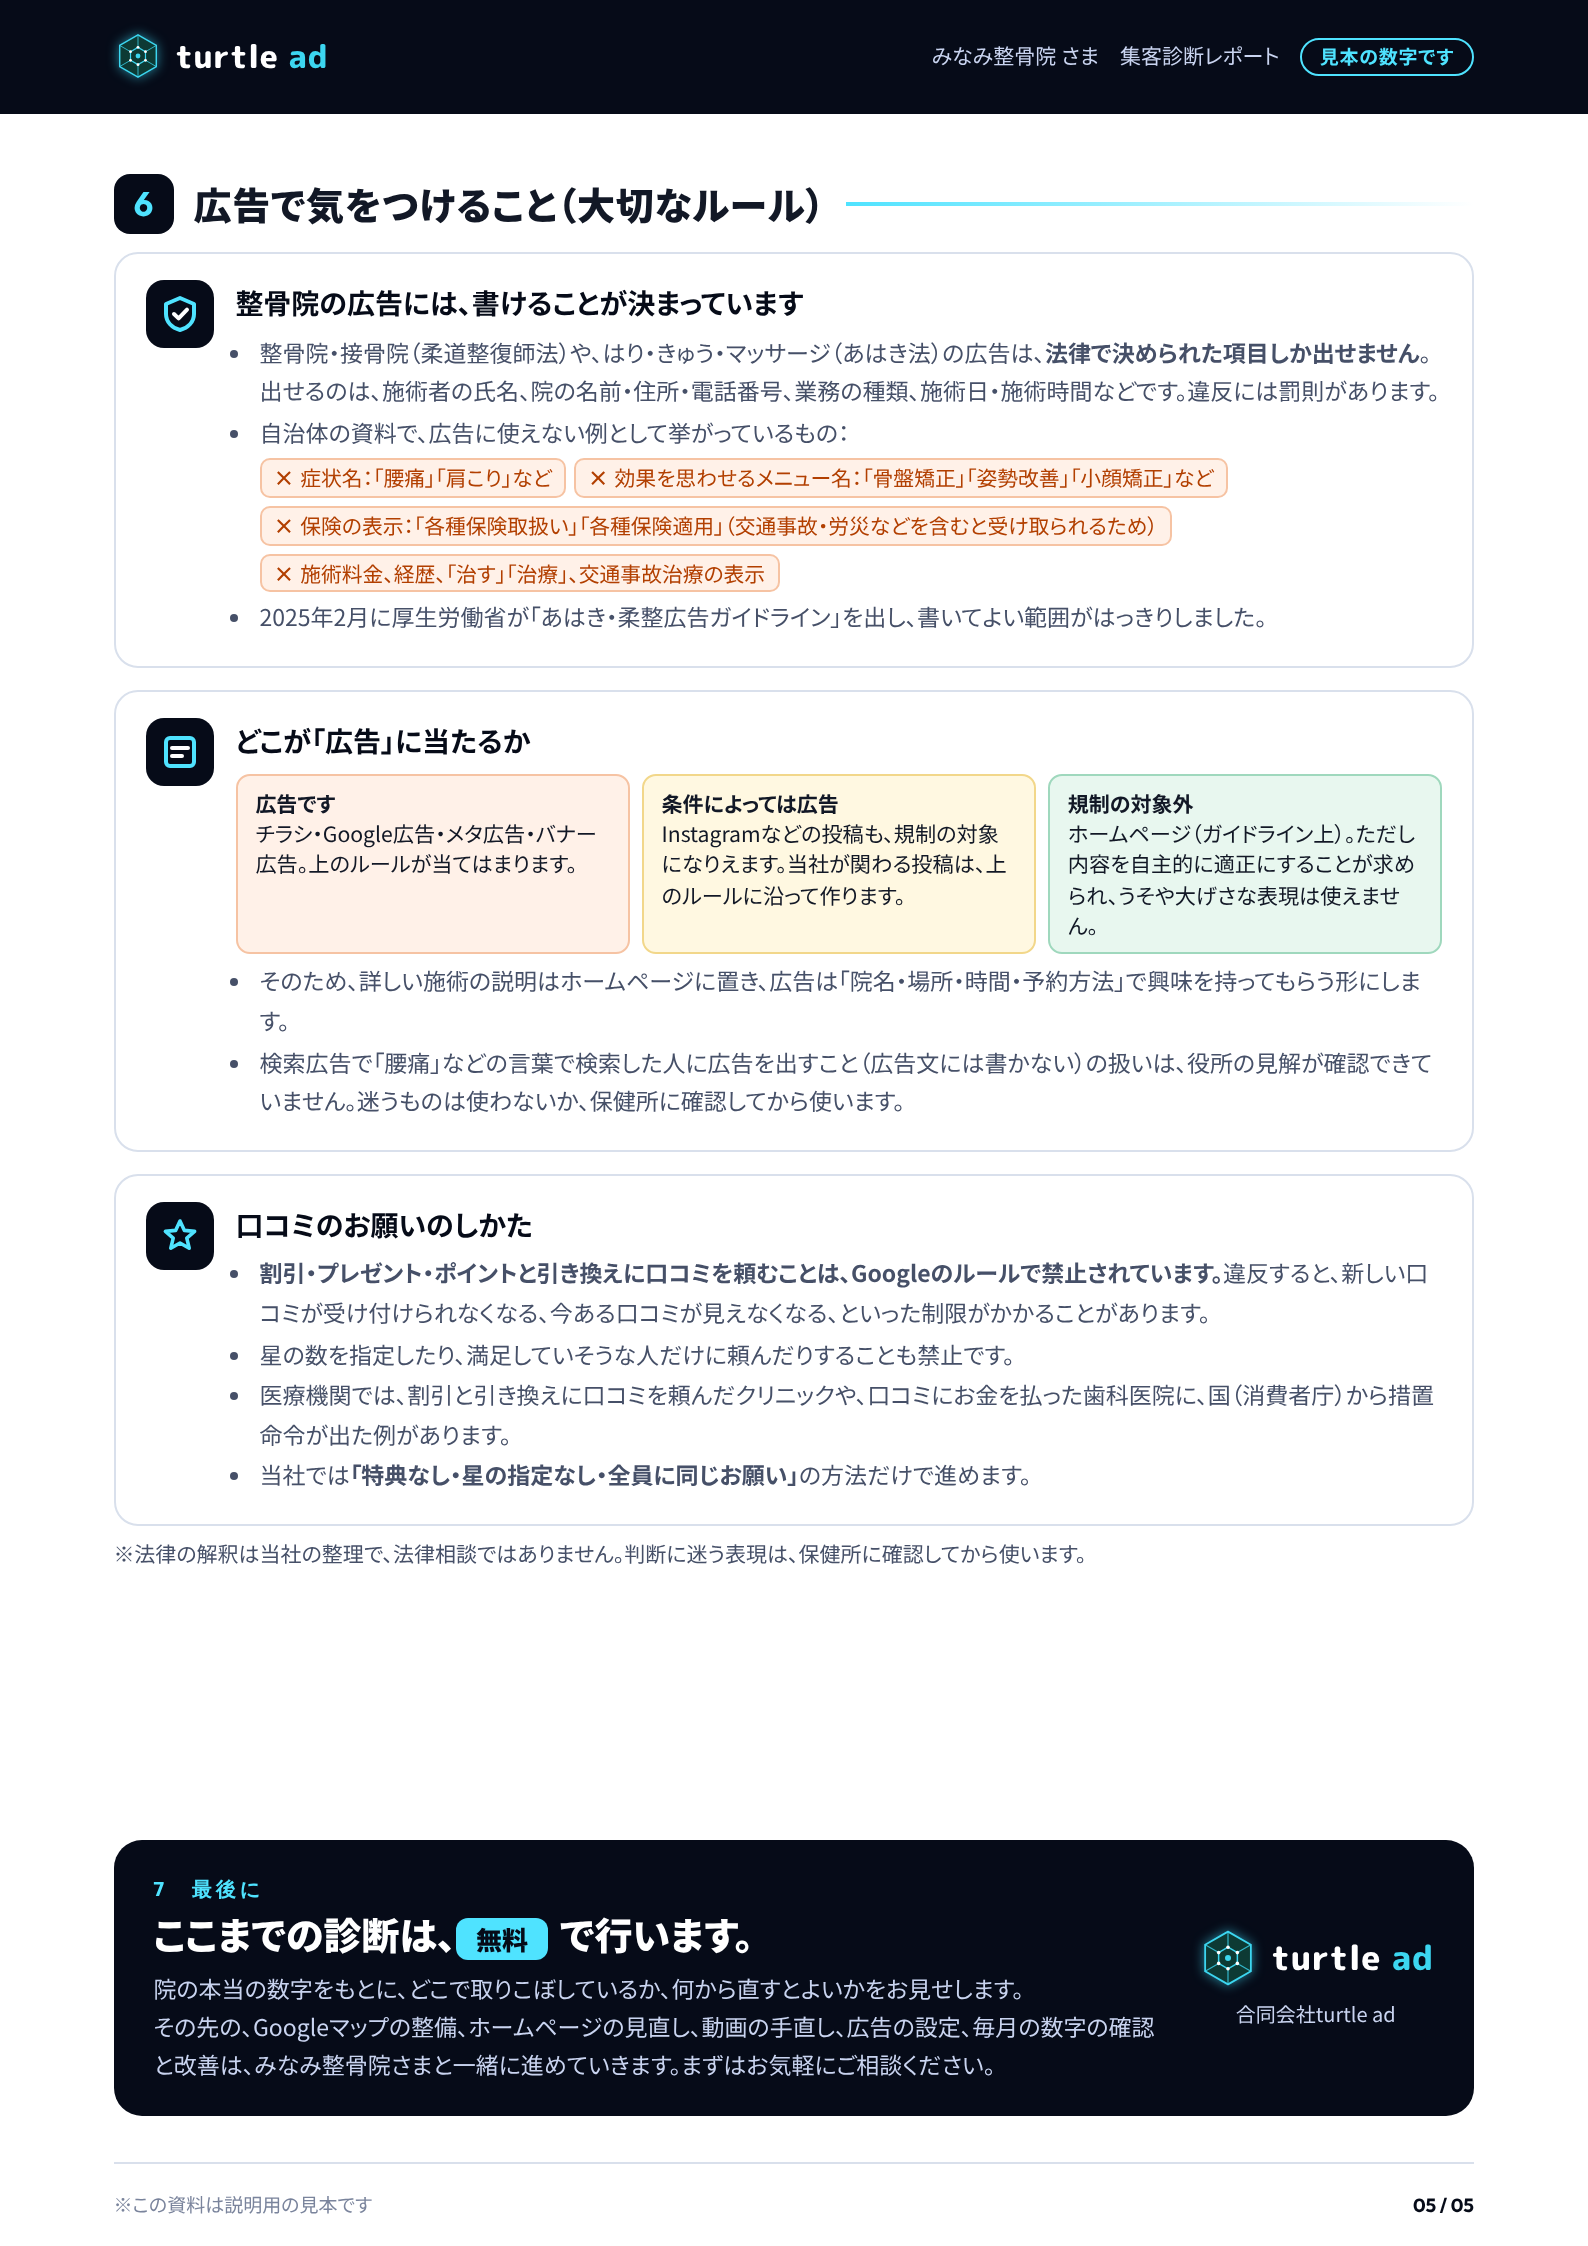 turtle ad
みなみ整骨院 さま 集客診断レポート 見本の数字です
6 広告で気をつけること（大切なルール）
整骨院の広告には、書けることが決まっています
• 整骨院・接骨院（柔道整復師法）や、はり・きゅう・マッサージ（あはき法）の広告は、法律で決められた項目しか出せません。
出せるのは、施術者の氏名、院の名前・住所・電話番号、業務の種類、施術日・施術時間などです。違反には罰則があります。
• 自治体の資料で、広告に使えない例として挙がっているもの：
✕ 症状名：「腰痛」「肩こり」など ✕ 効果を思わせるメニュー名：「骨盤矯正」「姿勢改善」「小顔矯正」など
✕ 保険の表示：「各種保険取扱い」「各種保険適用」（交通事故・労災などを含むと受け取られるため）
✕ 施術料金、経歴、「治す」「治療」、交通事故治療の表示
• 2025年2月に厚生労働省が「あはき・柔整広告ガイドライン」を出し、書いてよい範囲がはっきりしました。
どこが「広告」に当たるか
広告です
チラシ・Google広告・メタ広告・バナー
広告。上のルールが当てはまります。
条件によっては広告
Instagramなどの投稿も、規制の対象
になりえます。当社が関わる投稿は、上
のルールに沿って作ります。
規制の対象外
ホームページ（ガイドライン上）。ただし
内容を自主的に適正にすることが求め
られ、うそや大げさな表現は使えませ
ん。
• そのため、詳しい施術の説明はホームページに置き、広告は「院名・場所・時間・予約方法」で興味を持ってもらう形にしま
す。
• 検索広告で「腰痛」などの言葉で検索した人に広告を出すこと（広告文には書かない）の扱いは、役所の見解が確認できて
いません。迷うものは使わないか、保健所に確認してから使います。
口コミのお願いのしかた
• 割引・プレゼント・ポイントと引き換えに口コミを頼むことは、Googleのルールで禁止されています。違反すると、新しい口
コミが受け付けられなくなる、今ある口コミが見えなくなる、といった制限がかかることがあります。
• 星の数を指定したり、満足していそうな人だけに頼んだりすることも禁止です。
• 医療機関では、割引と引き換えに口コミを頼んだクリニックや、口コミにお金を払った歯科医院に、国（消費者庁）から措置
命令が出た例があります。
• 当社では「特典なし・星の指定なし・全員に同じお願い」の方法だけで進めます。
※法律の解釈は当社の整理で、法律相談ではありません。判断に迷う表現は、保健所に確認してから使います。
7 最後に
ここまでの診断は、無料 で行います。
院の本当の数字をもとに、どこで取りこぼしているか、何から直すとよいかをお見せします。
その先の、Googleマップの整備、ホームページの見直し、動画の手直し、広告の設定、毎月の数字の確認
と改善は、みなみ整骨院さまと一緒に進めていきます。まずはお気軽にご相談ください。
turtle ad
合同会社turtle ad
※この資料は説明用の見本です
05 / 05